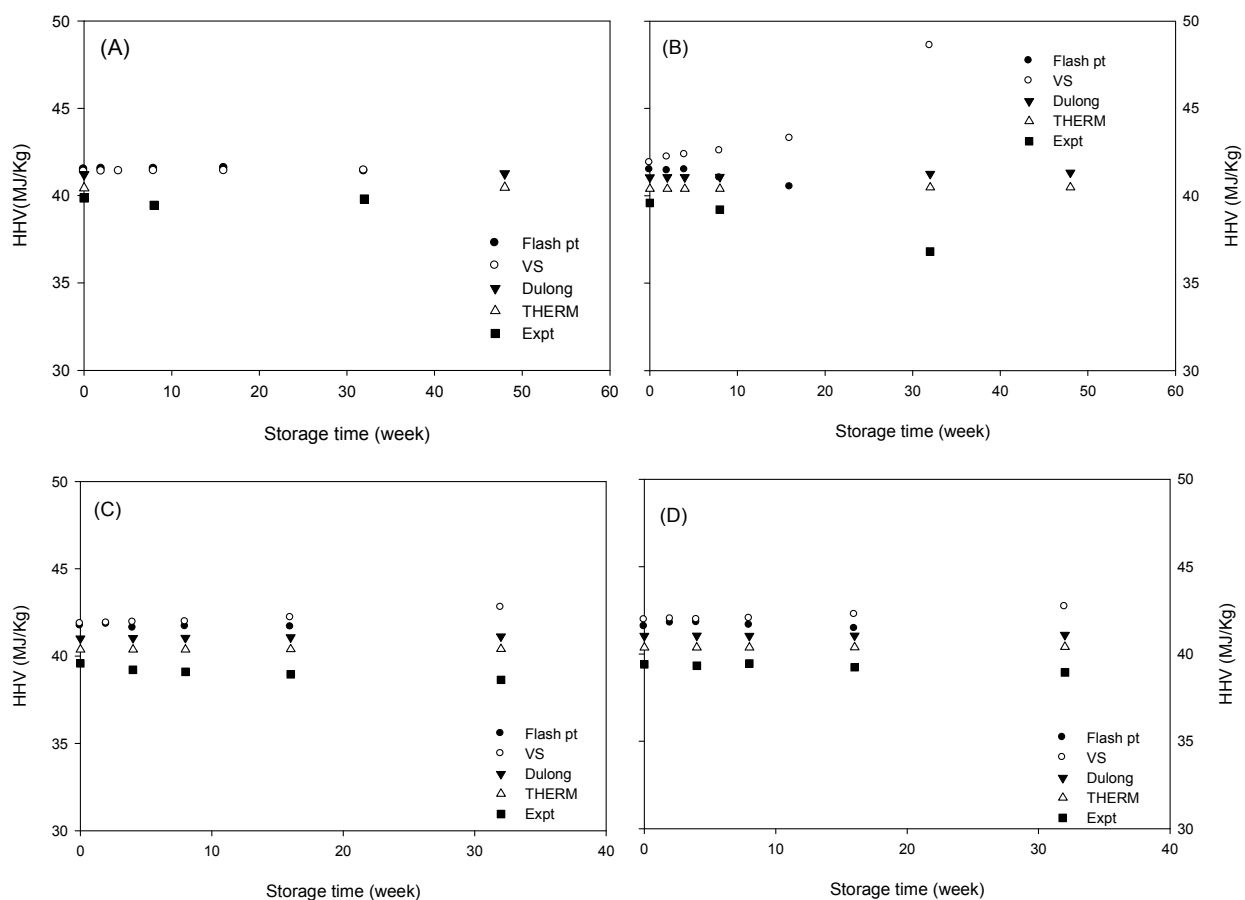 (A)
50
45
40
35
30
HHV(MJ/Kg)
Flash pt
VS
Dulong
THERM
Expt
0 10 20 30 40 50 60
Storage time (week)
(B)
50
45
40
35
30
HHV (MJ/Kg)
Flash pt
VS
Dulong
THERM
Expt
0 10 20 30 40 50 60
Storage time (week)
(C)
50
45
40
35
30
HHV (MJ/Kg)
Flash pt
VS
Dulong
THERM
Expt
0 10 20 30 40
Storage time (week)
(D)
50
45
40
35
30
HHV (MJ/Kg)
Flash pt
VS
Dulong
THERM
Expt
0 10 20 30 40
Storage time (week)